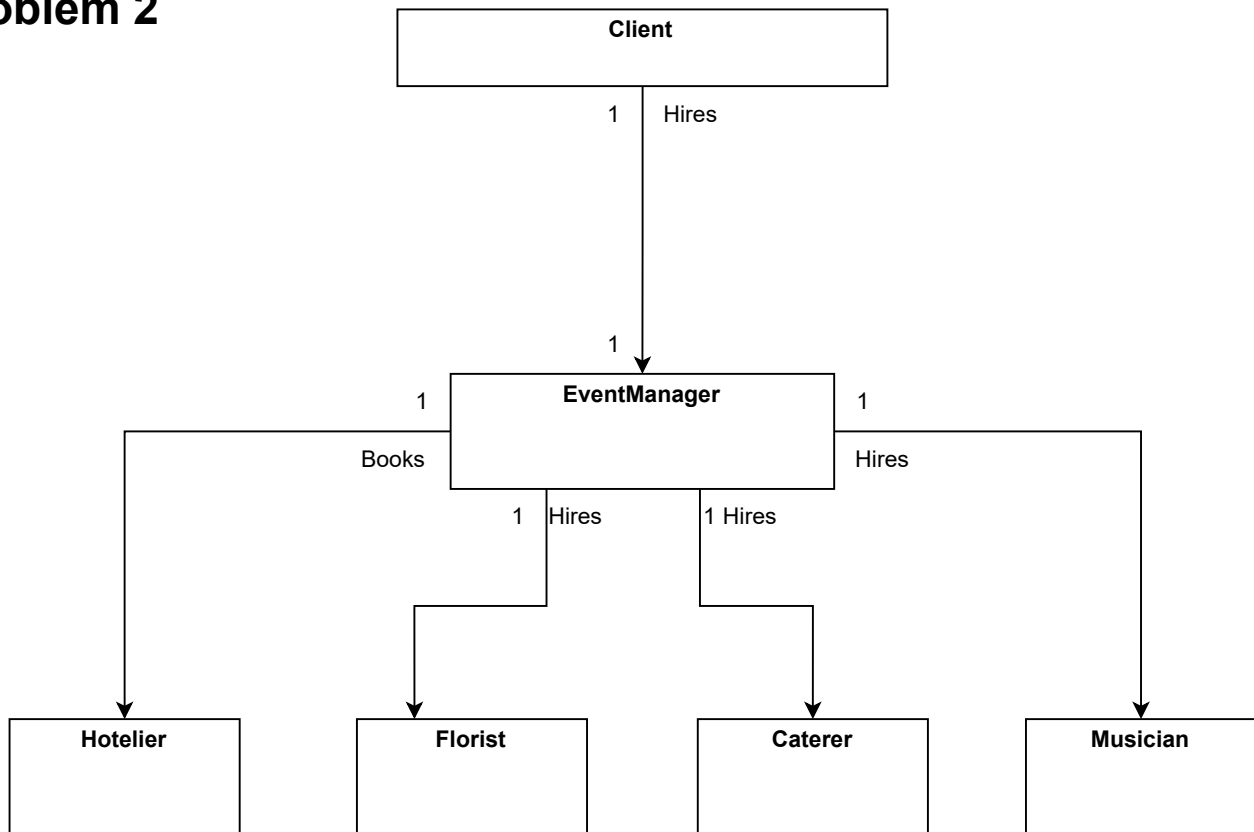 oblem 2
Client
1 Hires
1
EventManager
1
1
Books
Hires
1 Hires
1 Hires
Hotelier
Florist
Caterer
Musician